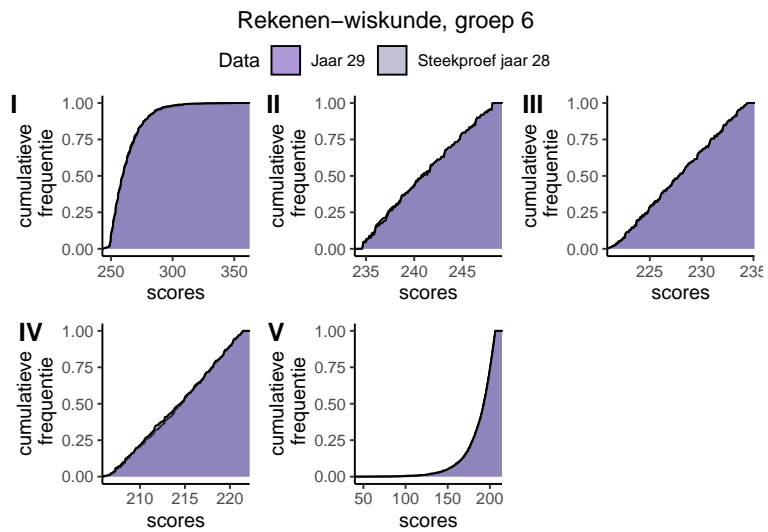 Rekenen−wiskunde, groep 6
Data Jaar 29 Steekproef jaar 28
I II III
cumulatieve frequentie
1.00
0.75
0.50
0.25
0.00
250 300 350
scores
cumulatieve frequentie
1.00
0.75
0.50
0.25
0.00
235 240 245
scores
cumulatieve frequentie
1.00
0.75
0.50
0.25
0.00
225 230 235
scores
IV V
cumulatieve frequentie
1.00
0.75
0.50
0.25
0.00
210 215 220
scores
cumulatieve frequentie
1.00
0.75
0.50
0.25
0.00
50 100 150 200
scores